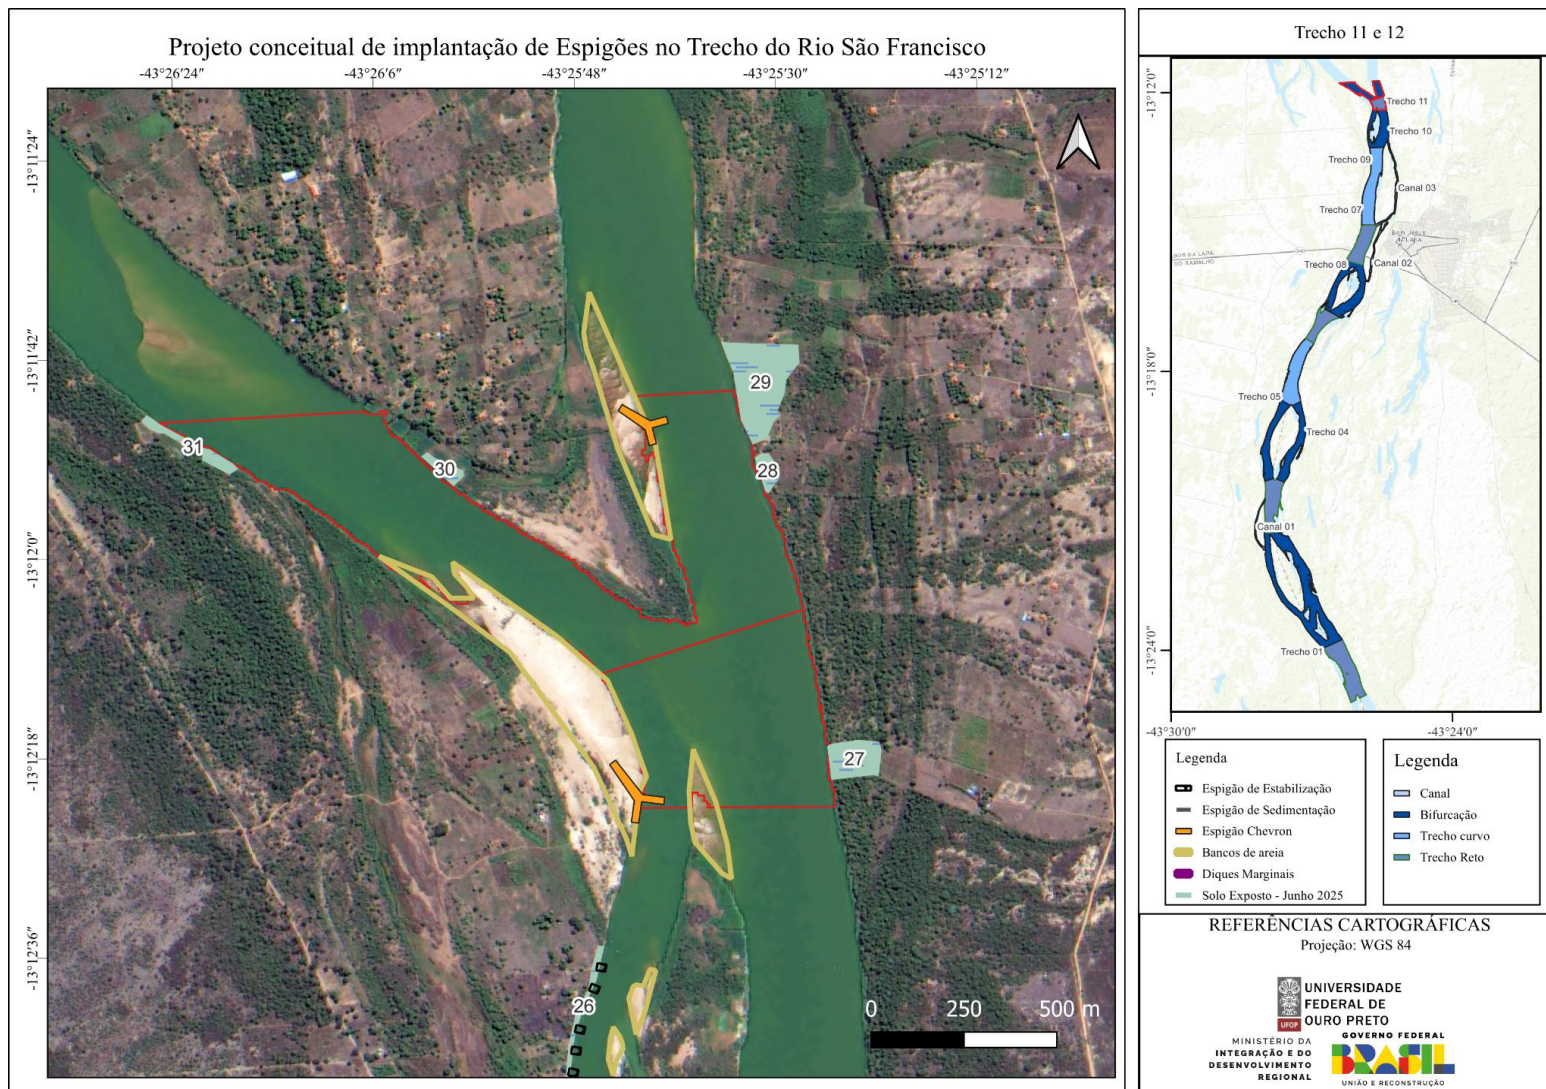 Projeto conceitual de implantação de Espigões no Trecho do Rio São Francisco
-43°26'24" -43°26'6" -43°25'48" -43°25'30" -43°25'12"
-13°11'24"
-13°11'42"
-13°12'0"
-13°12'18"
-13°12'36"
29
31
30
28
27
26
0 250 500 m
Trecho 11 e 12
-13°12'0"
-13°18'0"
-13°24'0"
Trecho 11
Trecho 10
Trecho 09
Canal 03
Trecho 07
Trecho 08
Canal 02
Trecho 05
Trecho 04
Canal 01
Trecho 01
-43°30'0" -43°24'0"
Legenda
Espigão de Estabilização
Espigão de Sedimentação
Espigão Chevron
Bancos de areia
Diques Marginais
Solo Exposto - Junho 2025
Legenda
Canal
Bifurcação
Trecho curvo
Trecho Reto
REFERÊNCIAS CARTOGRÁFICAS
Projeção: WGS 84
UFOP
UNIVERSIDADE
FEDERAL DE
OURO PRETO
MINISTÉRIO DA
INTEGRAÇÃO E DO
DESENVOLVIMENTO
REGIONAL
GOVERNO FEDERAL
BRASIL
UNIÃO E RECONSTRUÇÃO